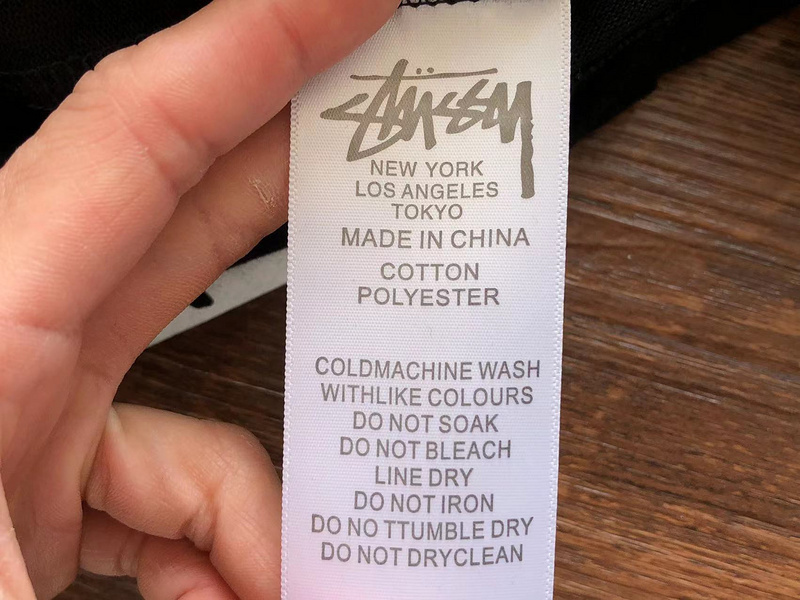 STÜSSY
NEW YORK
LOS ANGELES
TOKYO
MADE IN CHINA
COTTON
POLYESTER
COLDMACHINE WASH
WITHLIKE COLOURS
DO NOT SOAK
DO NOT BLEACH
LINE DRY
DO NOT IRON
DO NO TTUMBLE DRY
DO NOT DRYCLEAN